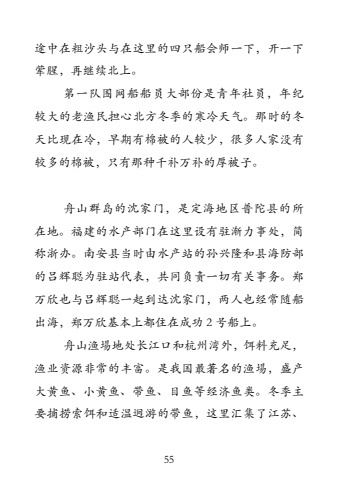 途中在粗沙头与在这里的四只船会师一下，开一下
荤腥，再继续北上。
第一队围网船船员大部份是青年社员，年纪
较大的老渔民担心北方冬季的寒冷天气。那时的冬
天比现在冷，早期有棉被的人较少，很多人家没有
较多的棉被，只有那种千补万补的厚被子。
舟山群岛的沈家门，是定海地区普陀县的所
在地。福建的水产部门在这里设有驻渐力事处，简
称浙办。南安县当时由水产站的孙兴隆和县海防部
的吕辉聪为驻站代表，共同负责一切有关事务。郑
万欣也与吕辉聪一起到达沈家门，两人也经常随船
出海，郑万欣基本上都住在成功 2 号船上。
舟山渔埸地处长江口和杭州湾外，饵料充足，
渔业资源非常的丰富。是我国最著名的渔埸，盛产
大黄鱼、小黄鱼、带鱼、目鱼等经济鱼类。冬季主
要捕捞索饵和适温迴游的带鱼，这里汇集了江苏、
55